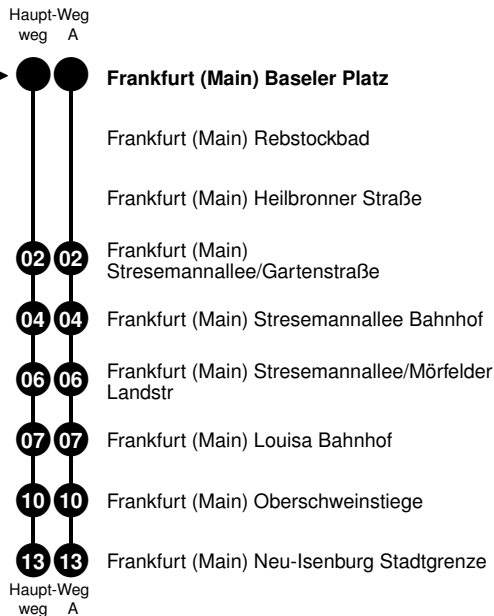 Haupt-Weg
weg A
Frankfurt (Main) Baseler Platz
Frankfurt (Main) Rebstockbad
Frankfurt (Main) Heilbronner Straße
02 02 Frankfurt (Main)
Stresemannallee/Gartenstraße
04 04 Frankfurt (Main) Stresemannallee Bahnhof
06 06 Frankfurt (Main) Stresemannallee/Mörfelder
Landstr
07 07 Frankfurt (Main) Louisa Bahnhof
10 10 Frankfurt (Main) Oberschweinstiege
13 13 Frankfurt (Main) Neu-Isenburg Stadtgrenze
Haupt-Weg
weg A